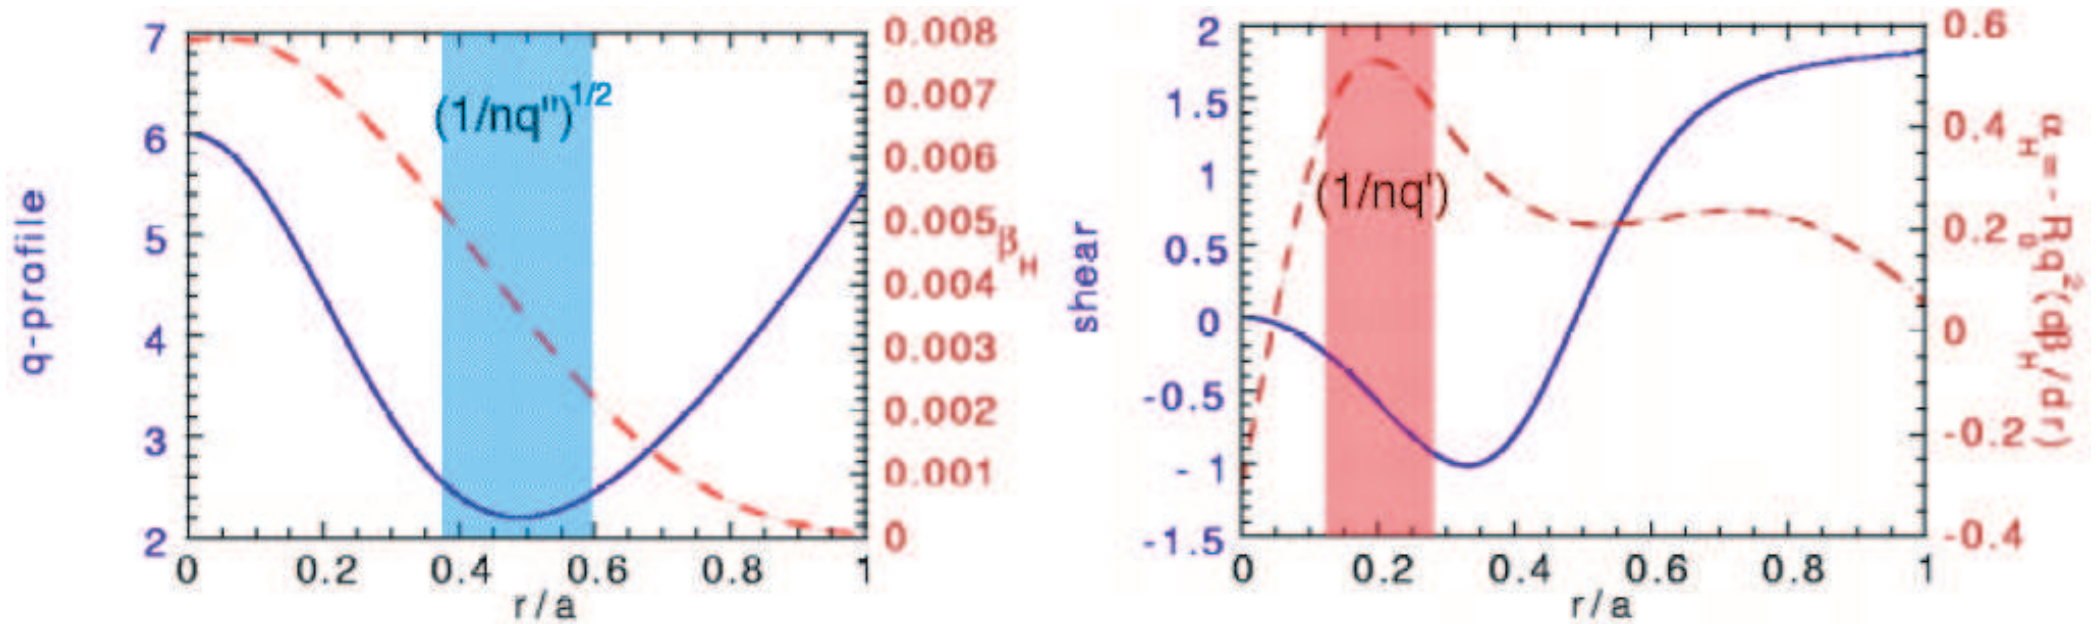 7
6
5
4
3
2
q-profile
(1/nq")^1/2
0.008
0.007
0.006
0.005
0.004
0.003
0.002
0.001
0
β_H
0 0.2 0.4 0.6 0.8 1
r/a
2
1.5
1
0.5
0
-0.5
- 1
-1.5
shear
(1/nq')
0.6
0.4
0.2
0
-0.2
-0.4
α_H=-R_0q^2(dβ_H/dr)
0 0.2 0.4 0.6 0.8 1
r/a